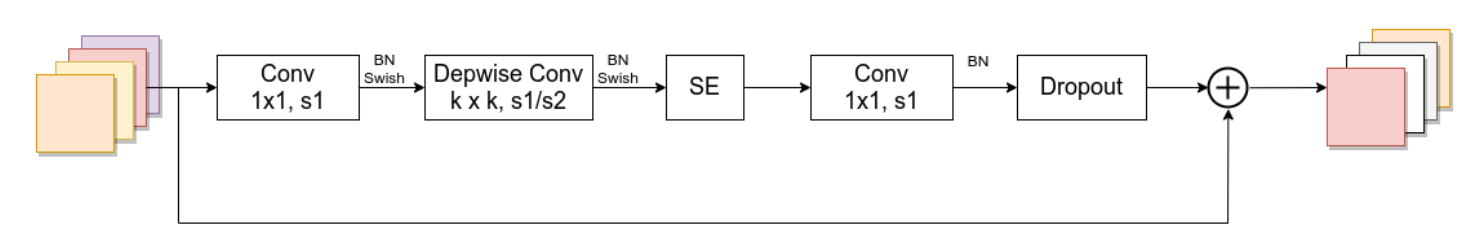 Conv
1x1, s1
BN
Swish
Depwise Conv
k x k, s1/s2
BN
Swish
SE
Conv
1x1, s1
BN
Dropout